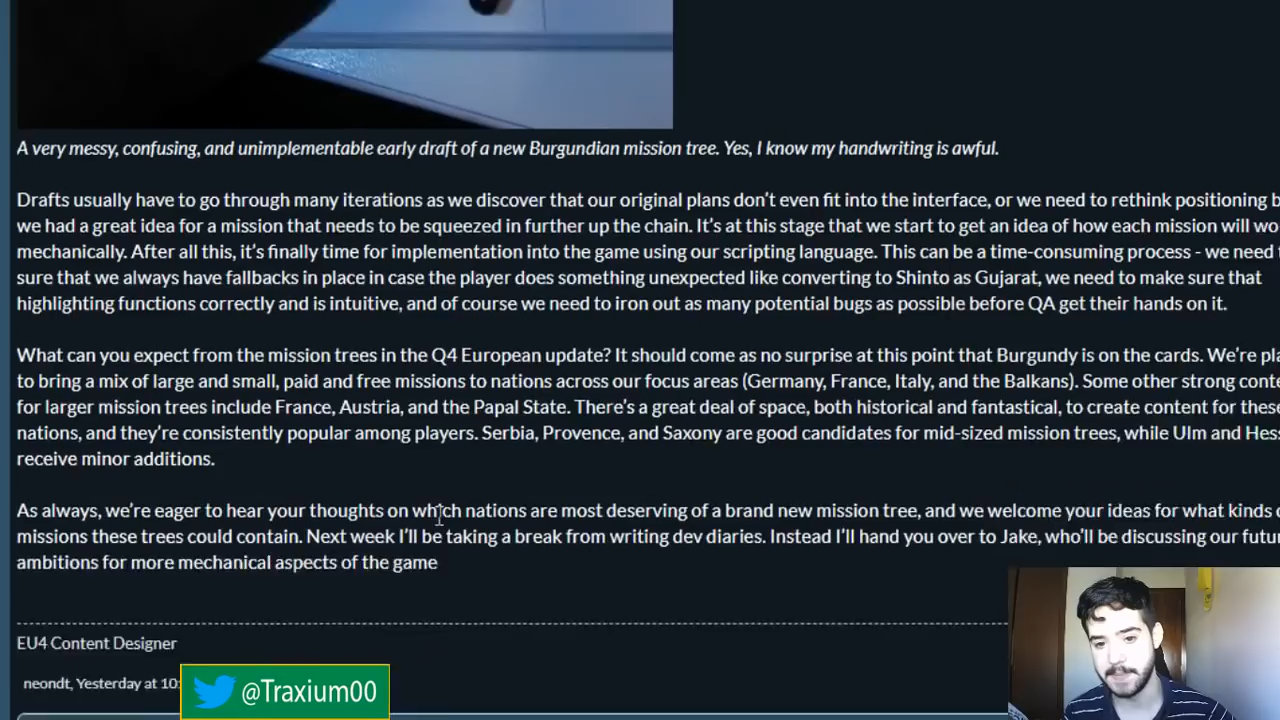 A very messy, confusing, and unimplementable early draft of a new Burgundian mission tree. Yes, I know my handwriting is awful.
Drafts usually have to go through many iterations as we discover that our original plans don't even fit into the interface, or we need to rethink positioning
we had a great idea for a mission that needs to be squeezed in further up the chain. It's at this stage that we start to get an idea of how each mission will
mechanically. After all this, it's finally time for implementation into the game using our scripting language. This can be a time-consuming process - we need
sure that we always have fallbacks in place in case the player does something unexpected like converting to Shinto as Gujarat, we need to make sure that
highlighting functions correctly and is intuitive, and of course we need to iron out as many potential bugs as possible before QA get their hands on it.
What can you expect from the mission trees in the Q4 European update? It should come as no surprise at this point that Burgundy is on the cards. We're
to bring a mix of large and small, paid and free missions to nations across our focus areas (Germany, France, Italy, and the Balkans). Some other strong
for larger mission trees include France, Austria, and the Papal State. There's a great deal of space, both historical and fantastical, to create content for these
nations, and they're consistently popular among players. Serbia, Provence, and Saxony are good candidates for mid-sized mission trees, while Ulm and
receive minor additions.
As always, we're eager to hear your thoughts on which nations are most deserving of a brand new mission tree, and we welcome your ideas for what kinds
missions these trees could contain. Next week I'll be taking a break from writing dev diaries. Instead I'll hand you over to Jake, who'll be discussing our
ambitions for more mechanical aspects of the game
EU4 Content Designer
neondt, Yesterday at 10:
@Traxium00